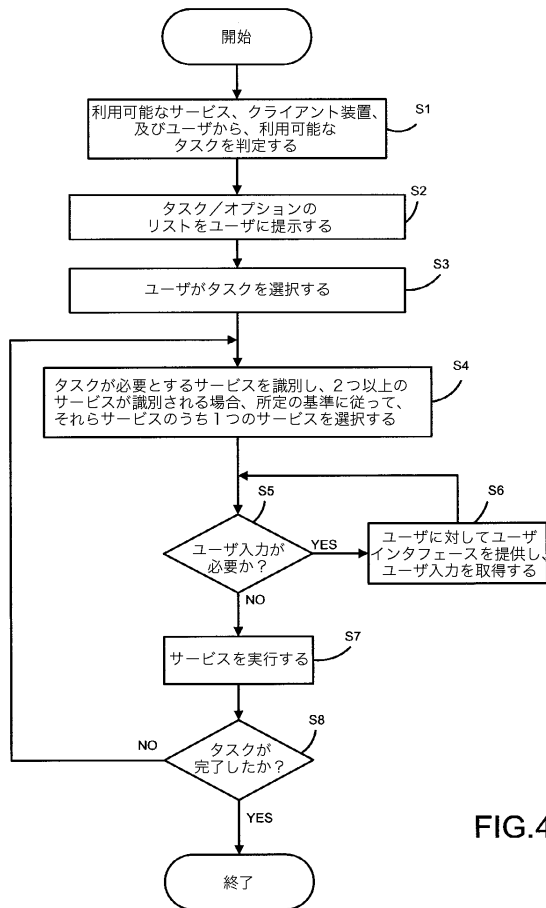 開始
利用可能なサービス、クライアント装置、
及びユーザから、利用可能な
タスクを判定する
S1
タスク／オプションの
リストをユーザに提示する
S2
ユーザがタスクを選択する
S3
タスクが必要とするサービスを識別し、２つ以上の
サービスが識別される場合、所定の基準に従って、
それらサービスのうち１つのサービスを選択する
S4
S5
ユーザ入力が
必要か？
YES
NO
S6
ユーザに対してユーザ
インタフェースを提供し、
ユーザ入力を取得する
サービスを実行する
S7
タスクが
完了したか？
S8
NO
YES
終了
FIG.4